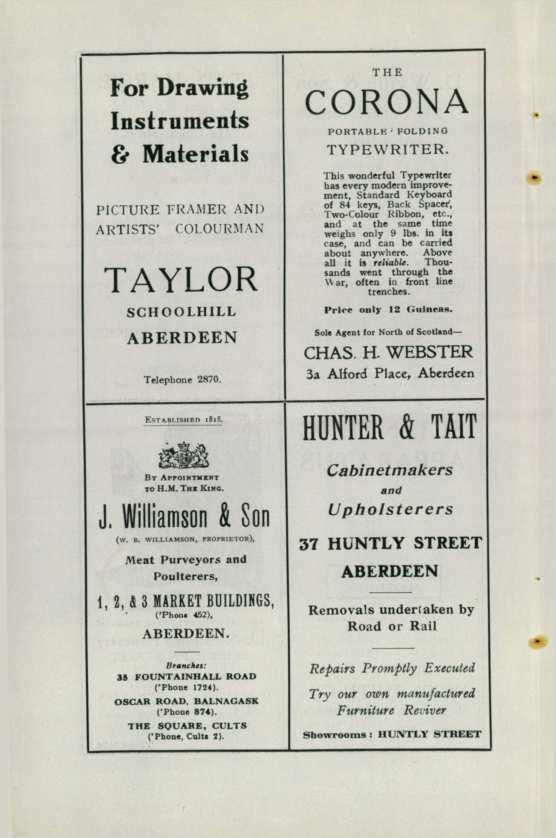 For Drawing
Instruments
& Materials
PICTURE FRAMER AND
ARTISTS' COLOURMAN
TAYLOR
SCHOOLHILL
ABERDEEN
Telephone 2870.
THE
CORONA
PORTABLE · FOLDING
TYPEWRITER.
This wonderful Typewriter
has every modern improve-
ment, Standard Keyboard
of 84 keys, Back Spacer,
Two-Colour Ribbon, etc.,
and at the same time
weighs only 9 lbs. in its
case, and can be carried
about anywhere. Above
all it is reliable. Thou-
sands went through the
War, often in front line
trenches.
Price only 12 Guineas.
Sole Agent for North of Scotland—
CHAS. H. WEBSTER
3a Alford Place, Aberdeen
ESTABLISHED 1818.
BY APPOINTMENT
TO H.M. THE KING.
J. Williamson & Son
(W. R. WILLIAMSON, PROPRIETOR),
Meat Purveyors and
Poulterers,
1, 2, & 3 MARKET BUILDINGS,
('Phone 452),
ABERDEEN.
Branches:
35 FOUNTAINHALL ROAD
('Phone 1724).
OSCAR ROAD, BALNAGASK
('Phone 874).
THE SQUARE, CULTS
('Phone, Cults 2).
HUNTER & TAIT
Cabinetmakers
and
Upholsterers
37 HUNTLY STREET
ABERDEEN
Removals undertaken by
Road or Rail
Repairs Promptly Executed
Try our own manufactured
Furniture Reviver
Showrooms : HUNTLY STREET